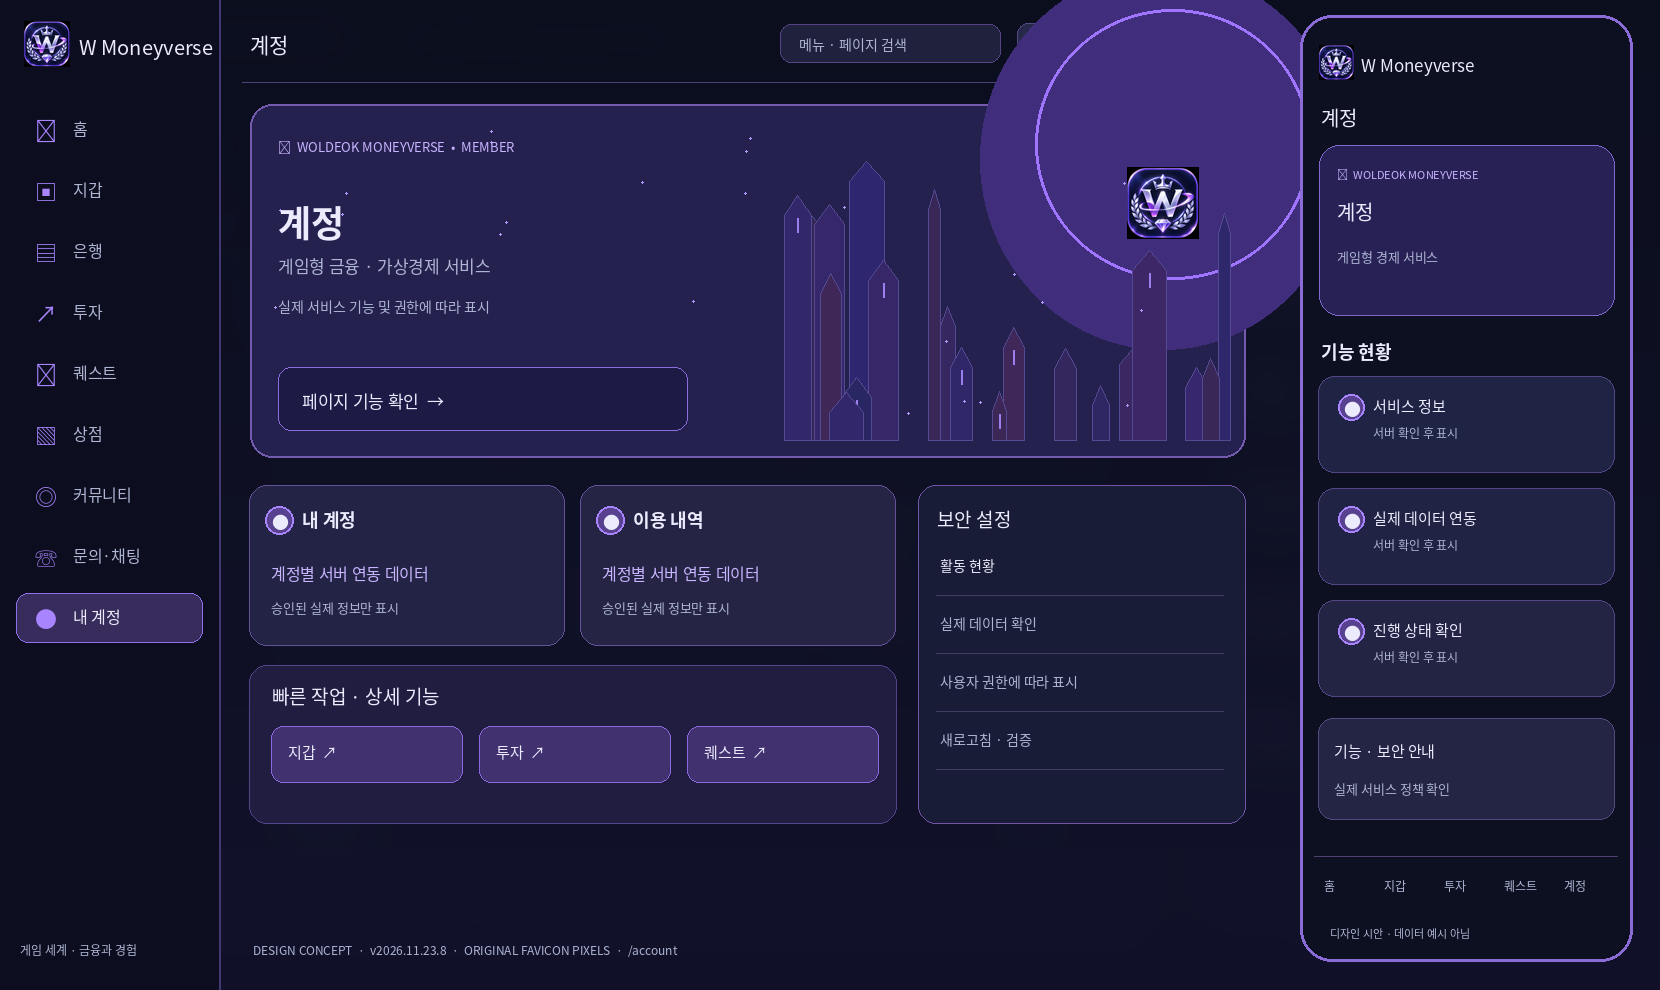 W Moneyverse
홈
지갑
은행
투자
퀘스트
상점
커뮤니티
문의·채팅
내 계정
게임 세계 · 금융과 경험
계정
메뉴 · 페이지 검색
WOLDEOK MONEYVERSE • MEMBER
계정
게임형 금융 · 가상경제 서비스
실제 서비스 기능 및 권한에 따라 표시
페이지 기능 확인 →
W
내 계정
계정별 서버 연동 데이터
승인된 실제 정보만 표시
이용 내역
계정별 서버 연동 데이터
승인된 실제 정보만 표시
빠른 작업 · 상세 기능
지갑 ↗
투자 ↗
퀘스트 ↗
보안 설정
활동 현황
실제 데이터 확인
사용자 권한에 따라 표시
새로고침 · 검증
DESIGN CONCEPT · v2026.11.23.8 · ORIGINAL FAVICON PIXELS · /account
W Moneyverse
계정
WOLDEOK MONEYVERSE
계정
게임형 경제 서비스
기능 현황
서비스 정보
서버 확인 후 표시
실제 데이터 연동
서버 확인 후 표시
진행 상태 확인
서버 확인 후 표시
기능 · 보안 안내
실제 서비스 정책 확인
홈 지갑 투자 퀘스트 계정
디자인 시안 · 데이터 예시 아님